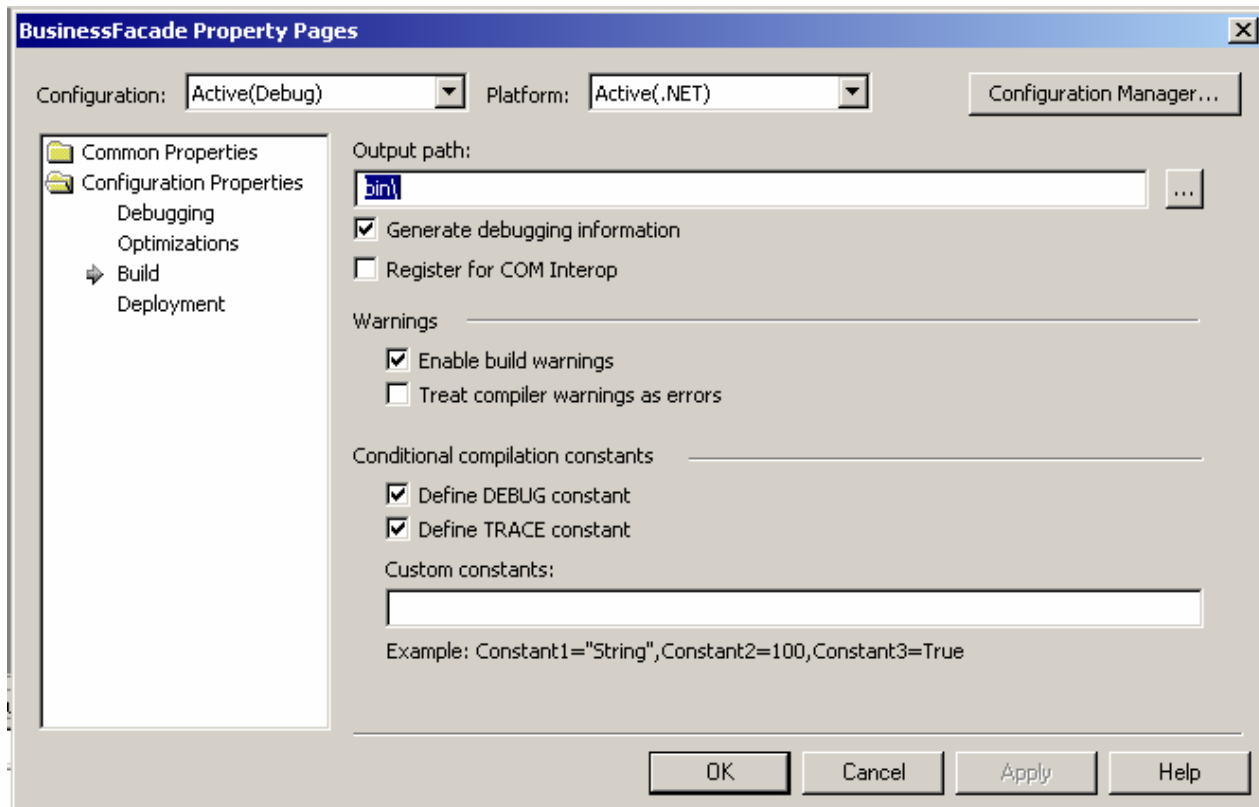 BusinessFacade Property Pages
Configuration: Active(Debug) Platform: Active(.NET) Configuration Manager...
Common Properties
Configuration Properties
Debugging
Optimizations
Build
Deployment
Output path:
bin\
...
Generate debugging information
Register for COM Interop
Warnings
Enable build warnings
Treat compiler warnings as errors
Conditional compilation constants
Define DEBUG constant
Define TRACE constant
Custom constants:
Example: Constant1="String",Constant2=100,Constant3=True
OK Cancel Apply Help